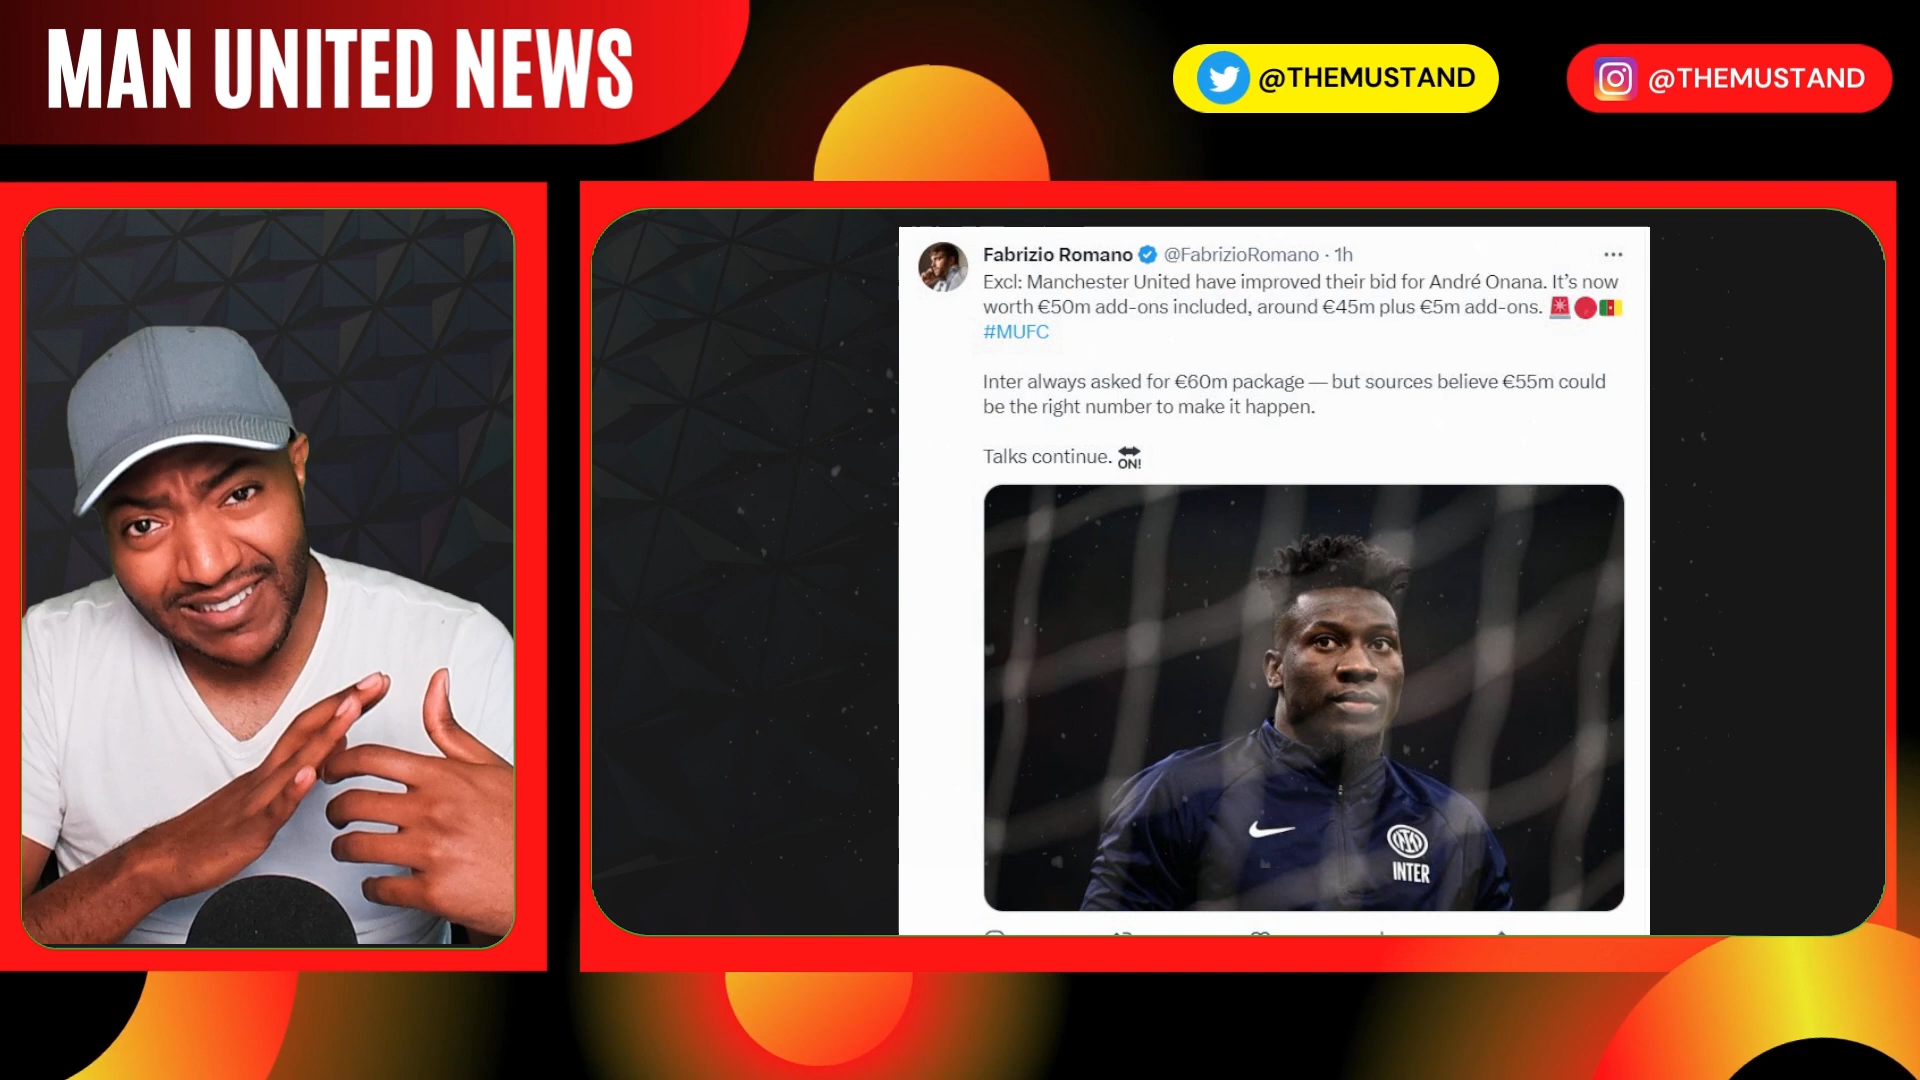 MAN UNITED NEWS
@THEMUSTAND
@THEMUSTAND
Fabrizio Romano @FabrizioRomano · 1h
Excl: Manchester United have improved their bid for André Onana. It’s now
worth €50m add-ons included, around €45m plus €5m add-ons. 🚨🔴🇨🇲
#MUFC
Inter always asked for €60m package — but sources believe €55m could
be the right number to make it happen.
Talks continue. 🔛
INTER